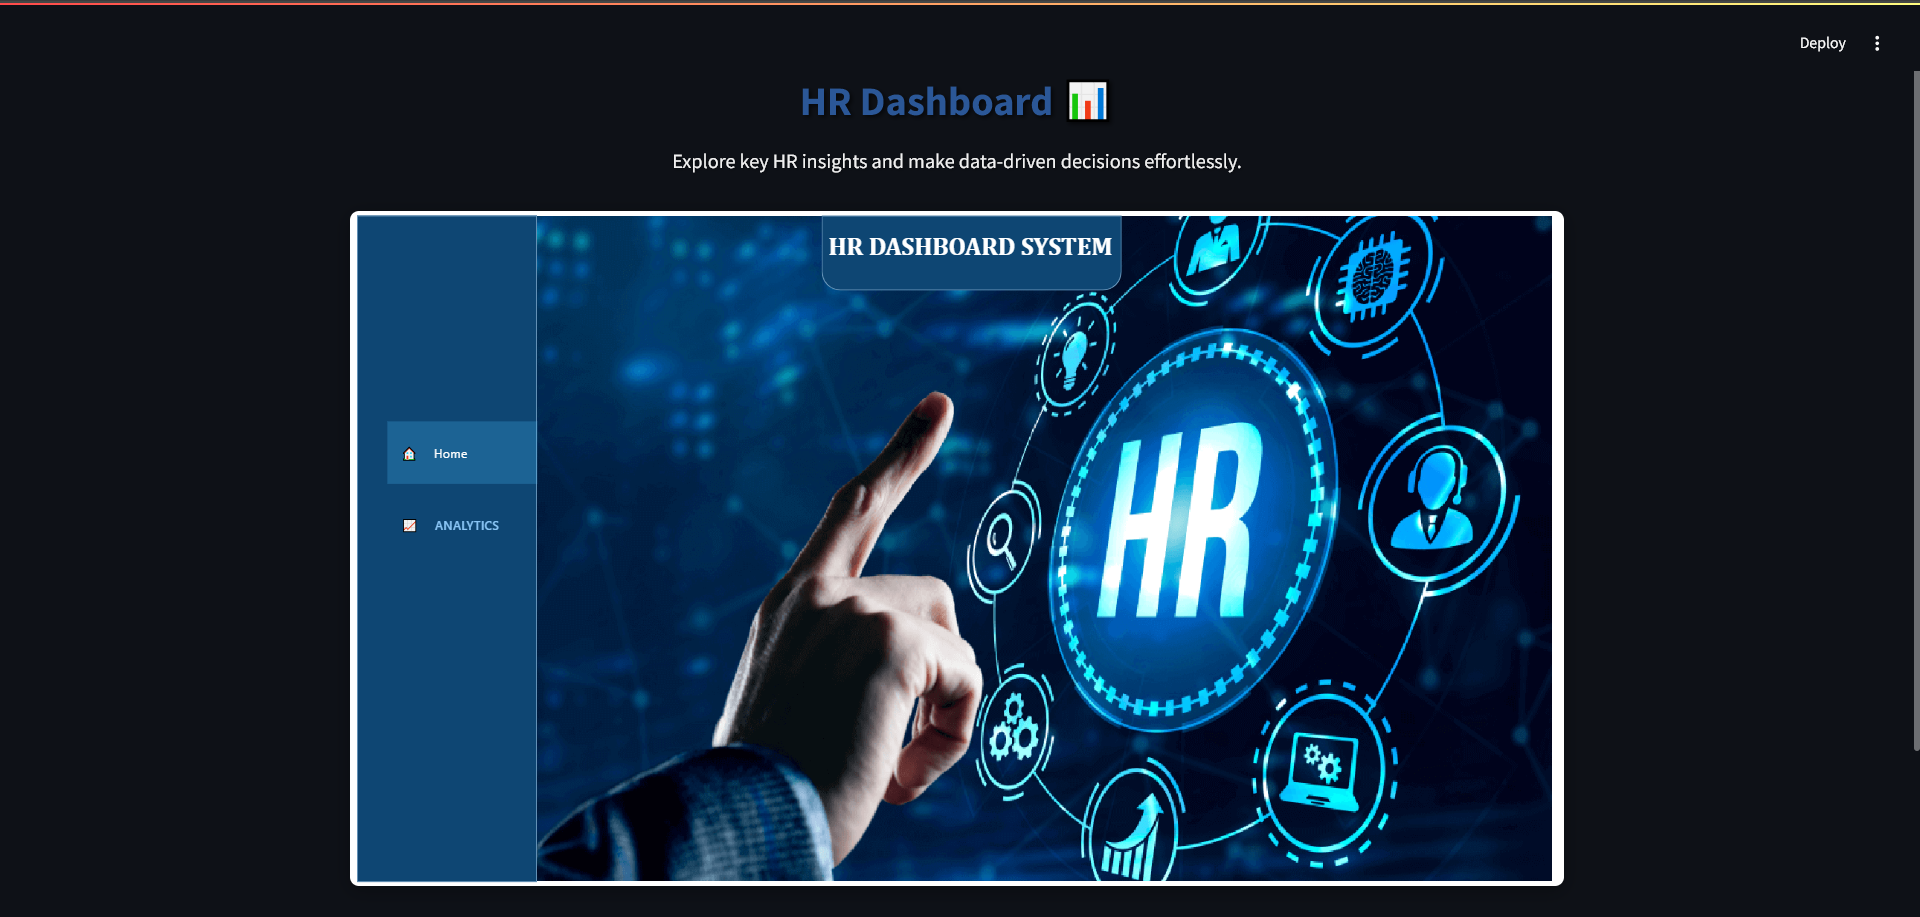 Deploy
HR Dashboard 📊
Explore key HR insights and make data-driven decisions effortlessly.
HR DASHBOARD SYSTEM
Home
ANALYTICS
HR